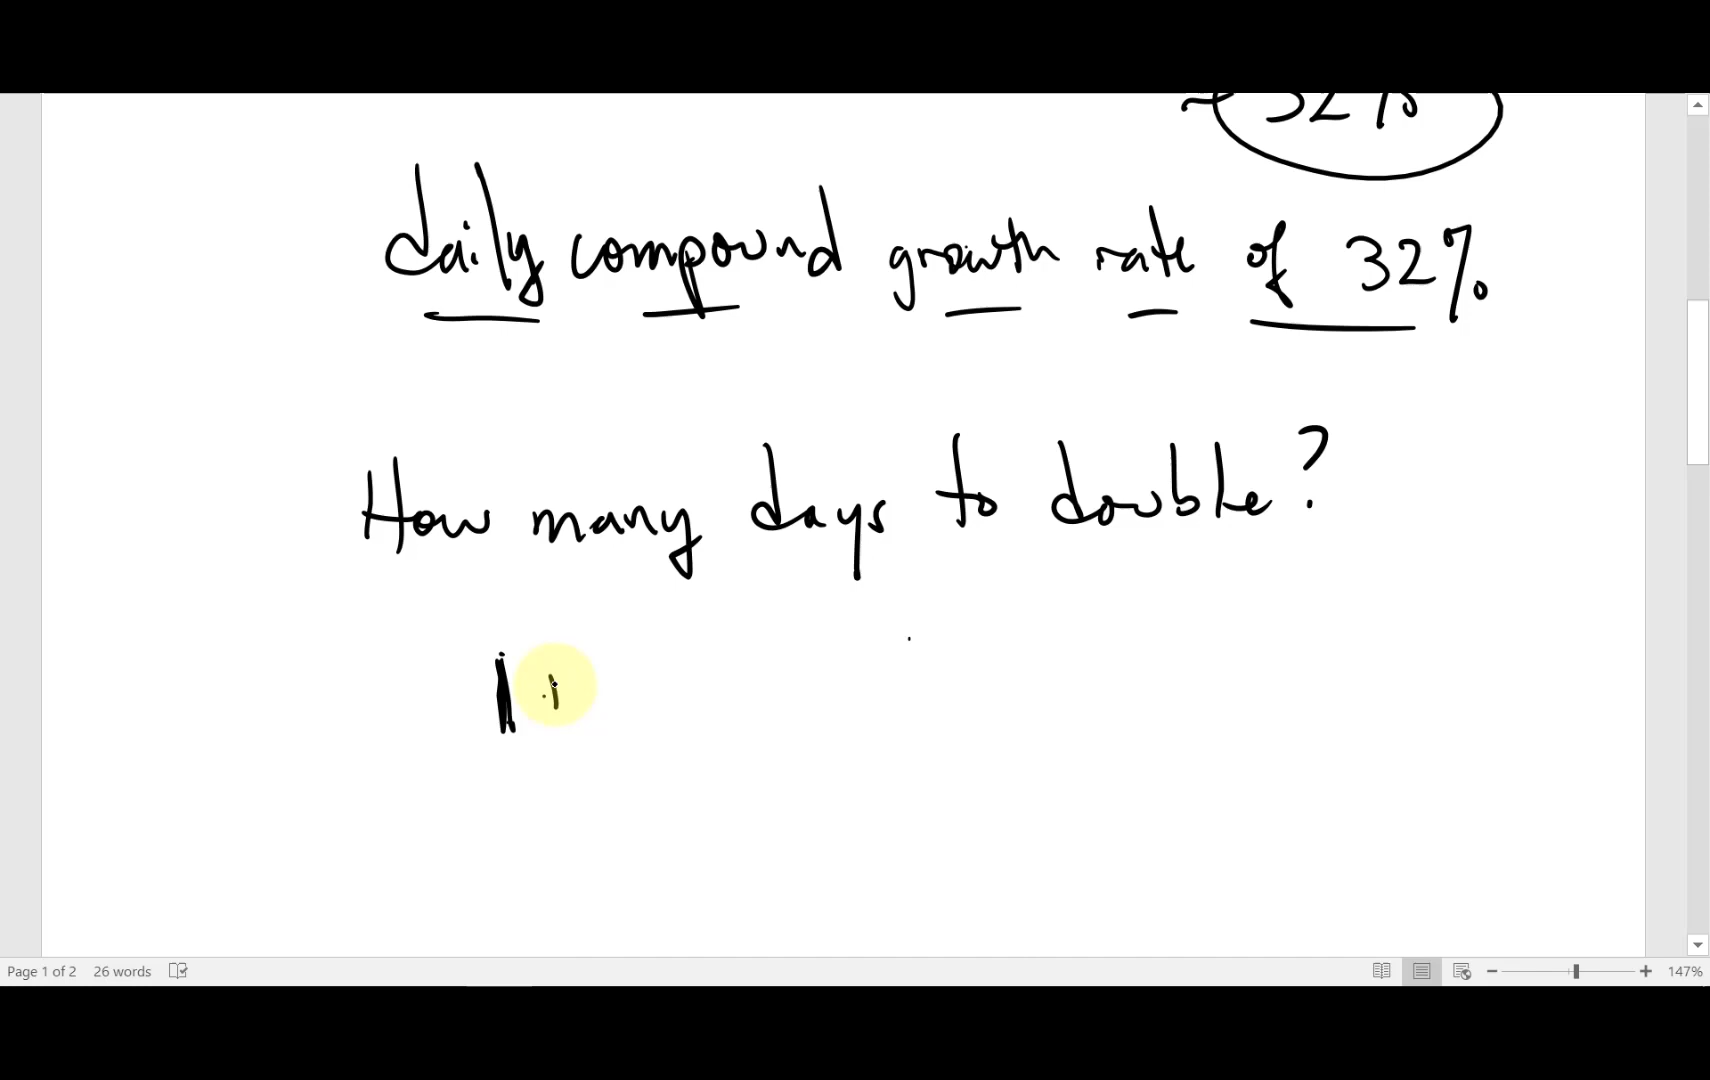 ~ 32%
daily compound growth rate of 32%
How many days to double?
Page 1 of 2 26 words 147%